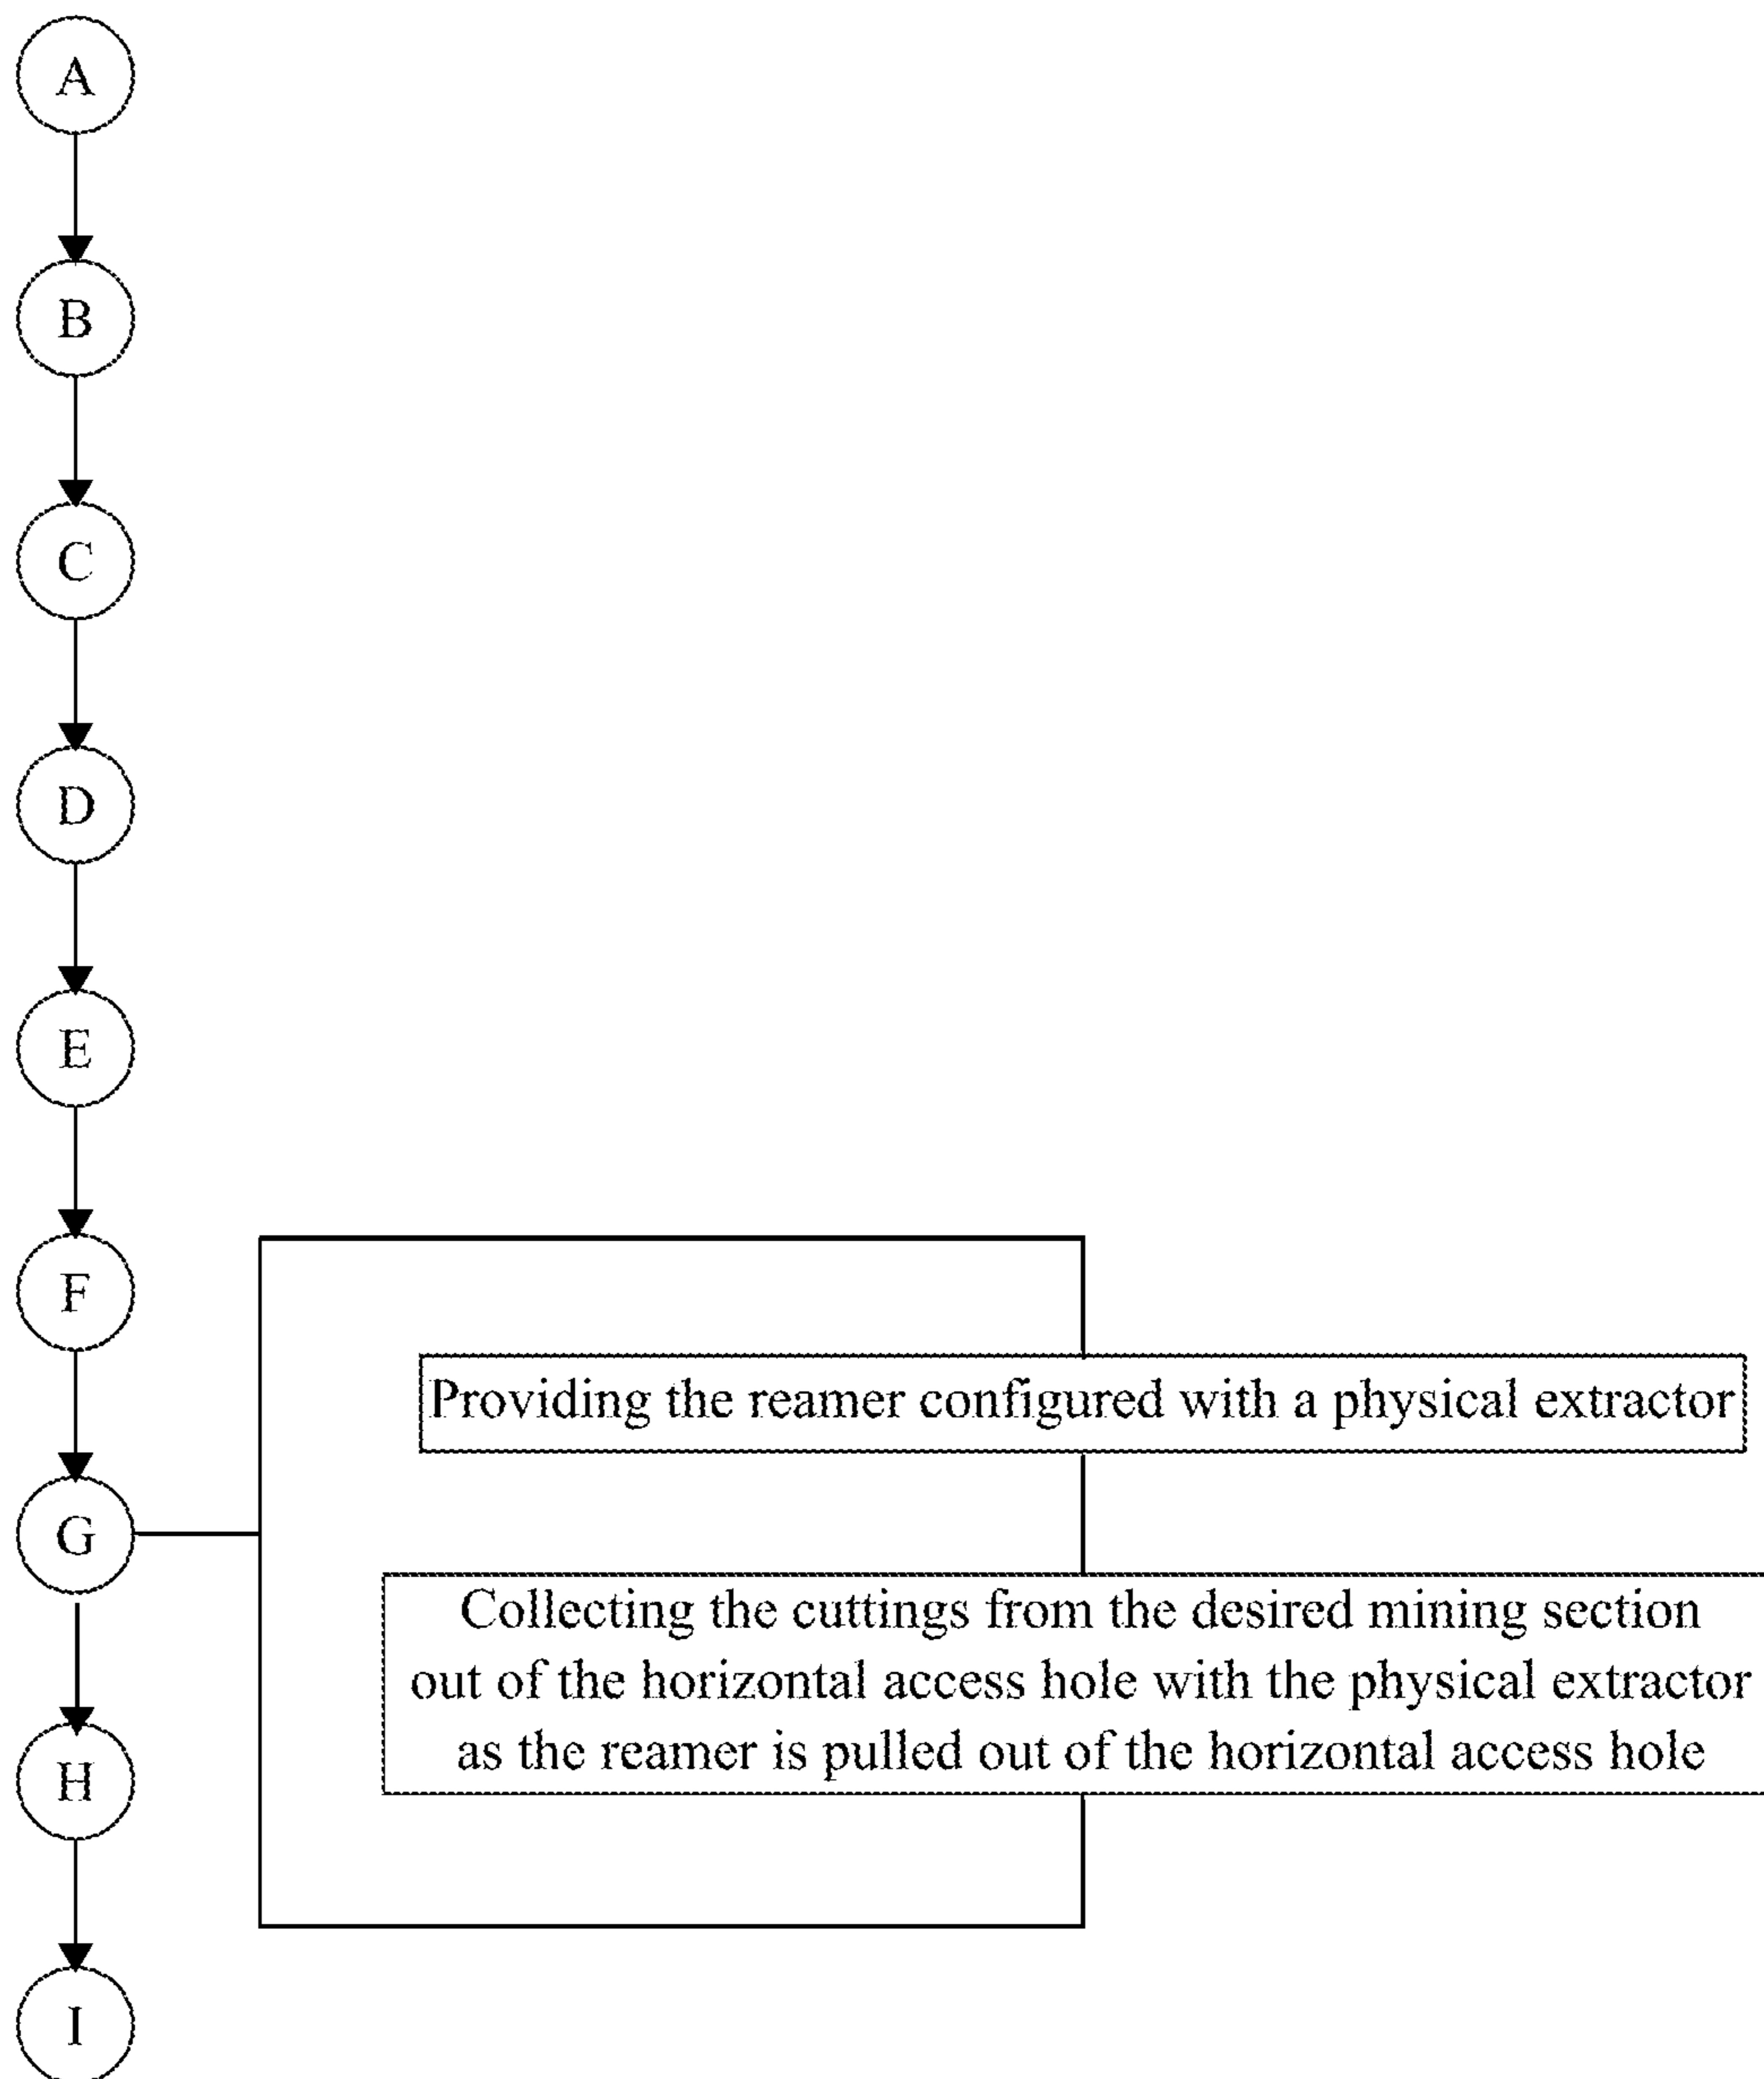 A
B
C
D
E
F
Providing the reamer configured with a physical extractor
G
Collecting the cuttings from the desired mining section
out of the horizontal access hole with the physical extractor
as the reamer is pulled out of the horizontal access hole
H
I